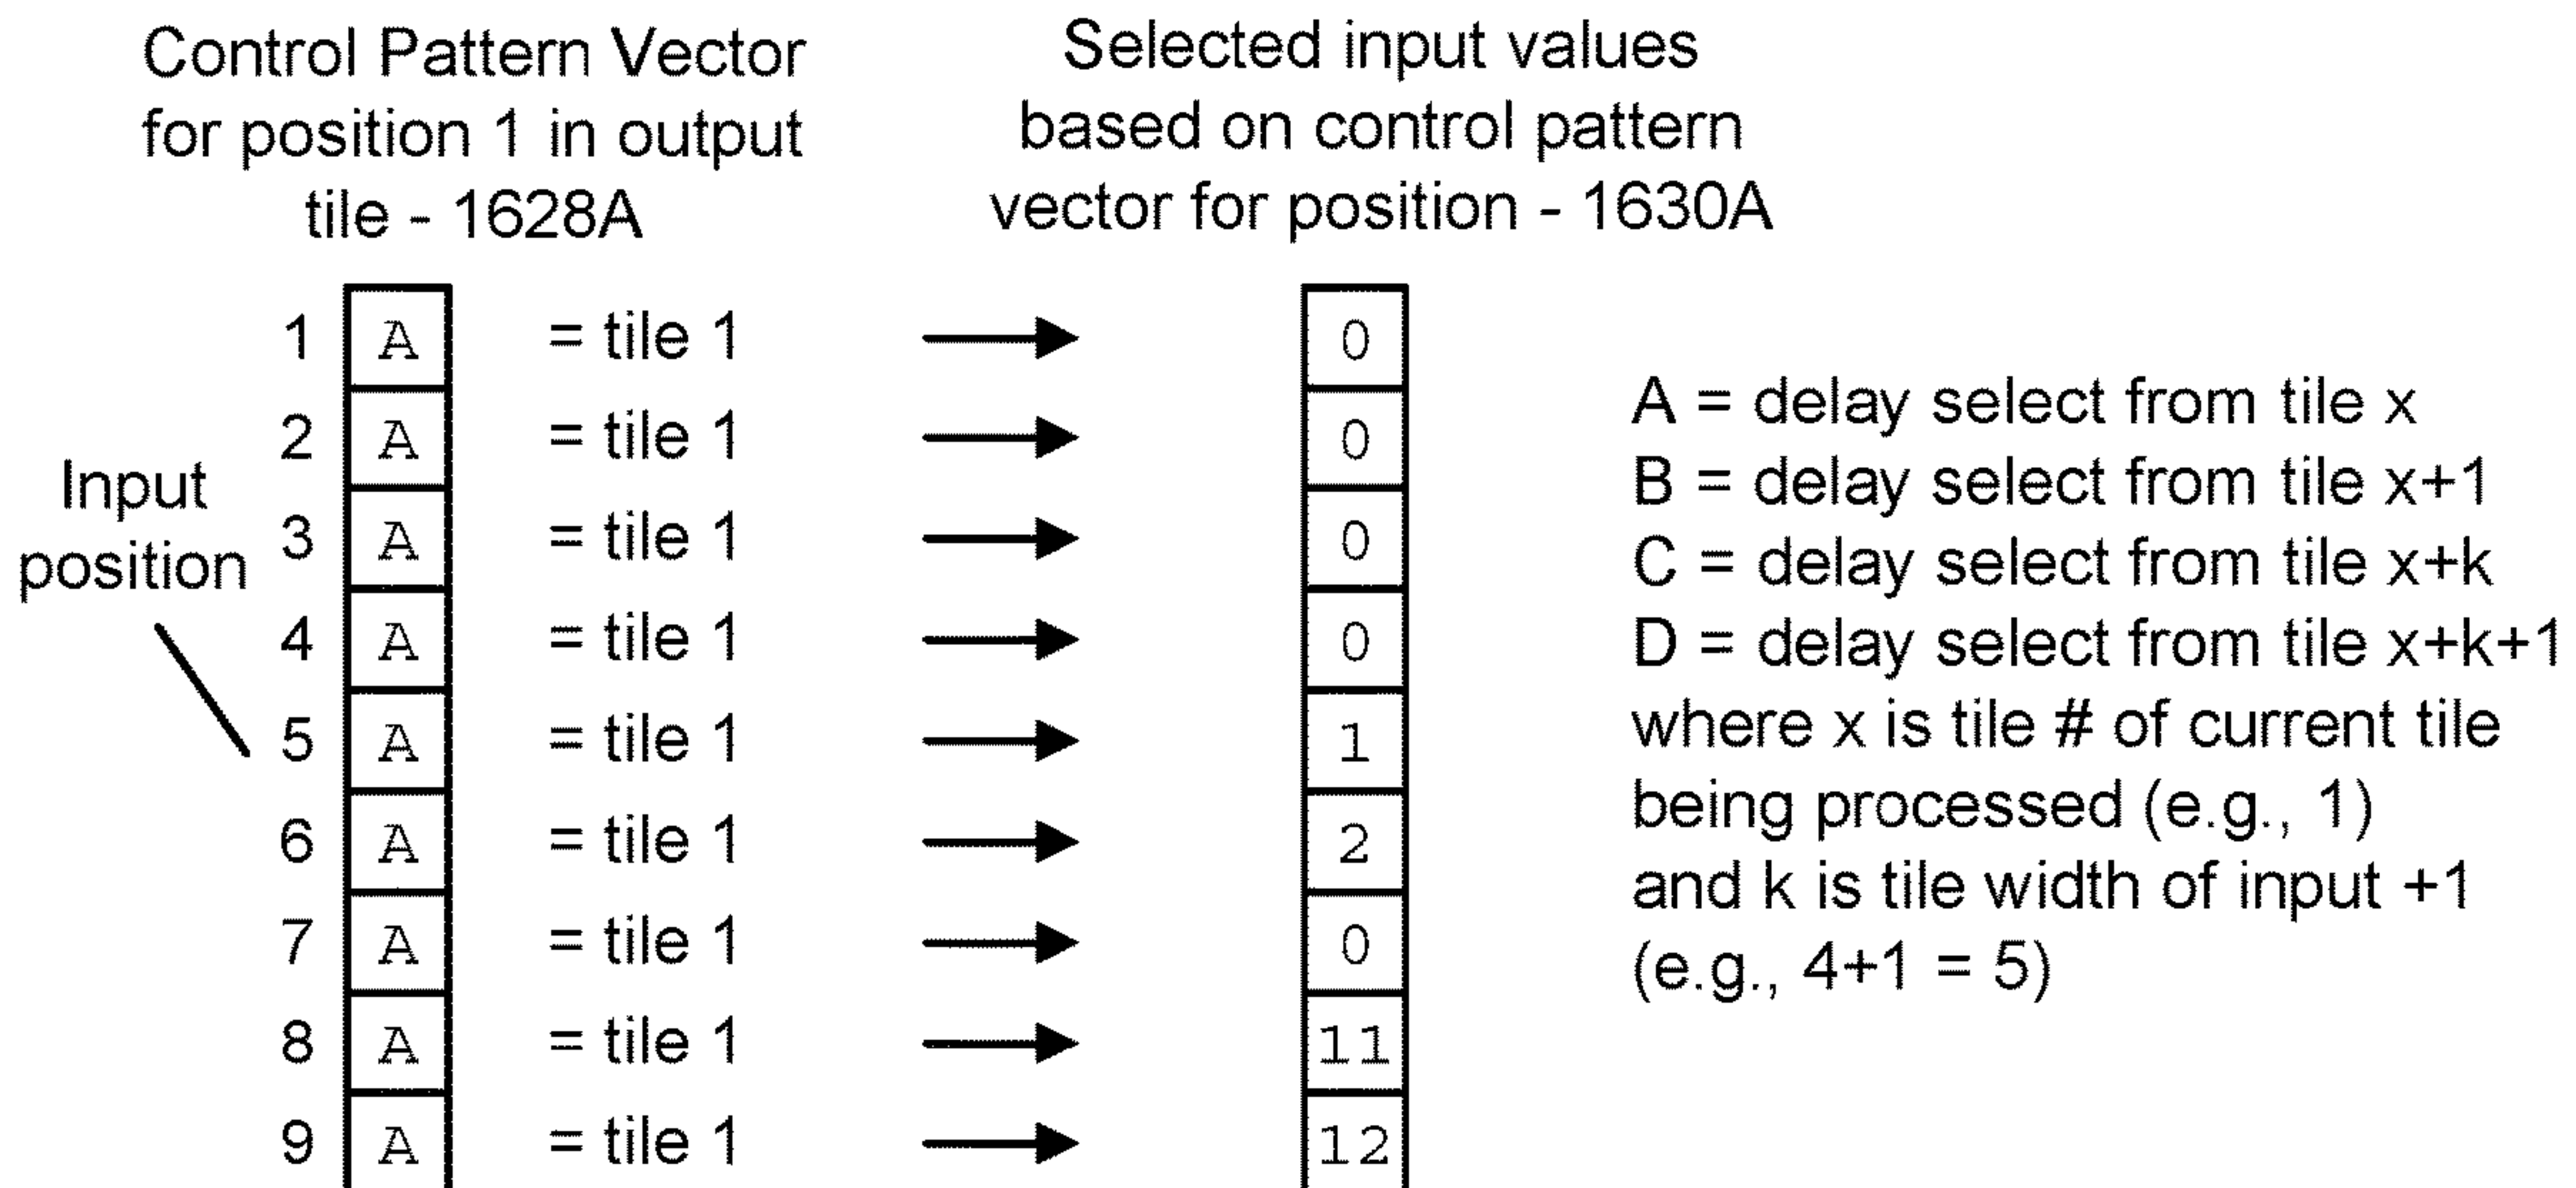 Control Pattern Vector
for position 1 in output
tile - 1628A
Selected input values
based on control pattern
vector for position - 1630A
Input
position
1 A = tile 1 0
2 A = tile 1 0
3 A = tile 1 0
4 A = tile 1 0
5 A = tile 1 1
6 A = tile 1 2
7 A = tile 1 0
8 A = tile 1 11
9 A = tile 1 12
A = delay select from tile x
B = delay select from tile x+1
C = delay select from tile x+k
D = delay select from tile x+k+1
where x is tile # of current tile
being processed (e.g., 1)
and k is tile width of input +1
(e.g., 4+1 = 5)